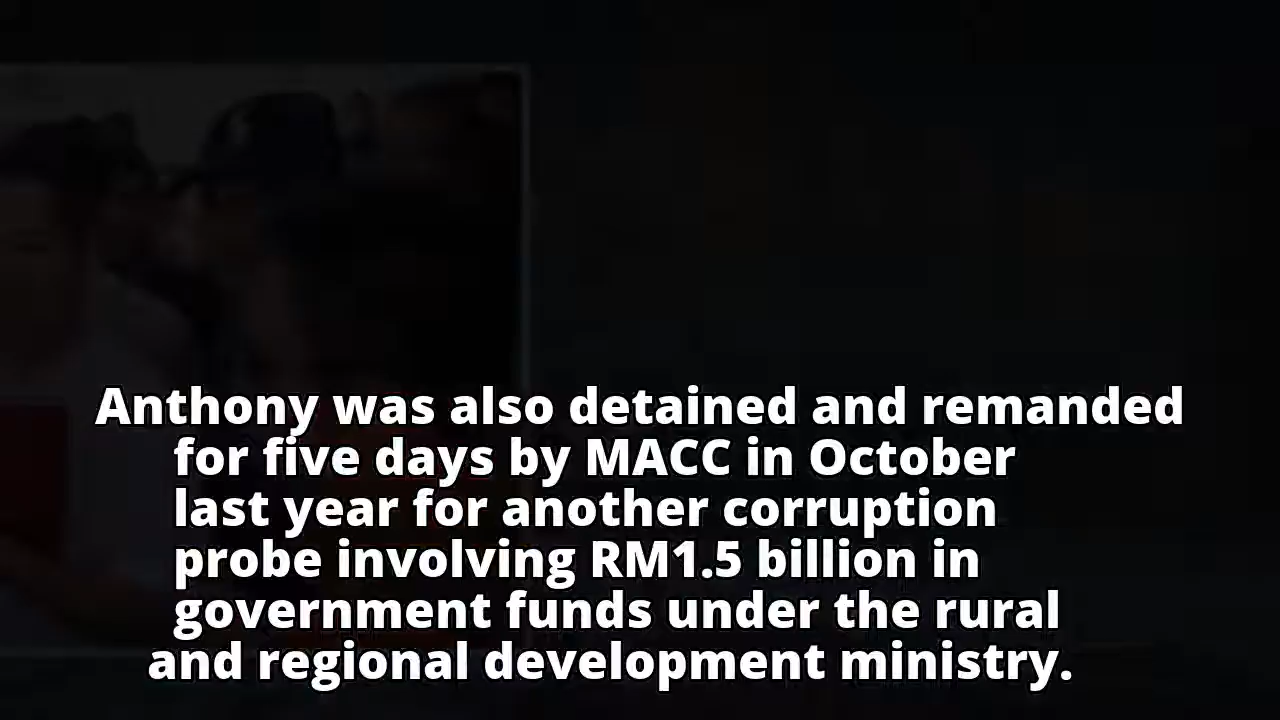 Anthony was also detained and remanded
for five days by MACC in October
last year for another corruption
probe involving RM1.5 billion in
government funds under the rural
and regional development ministry.